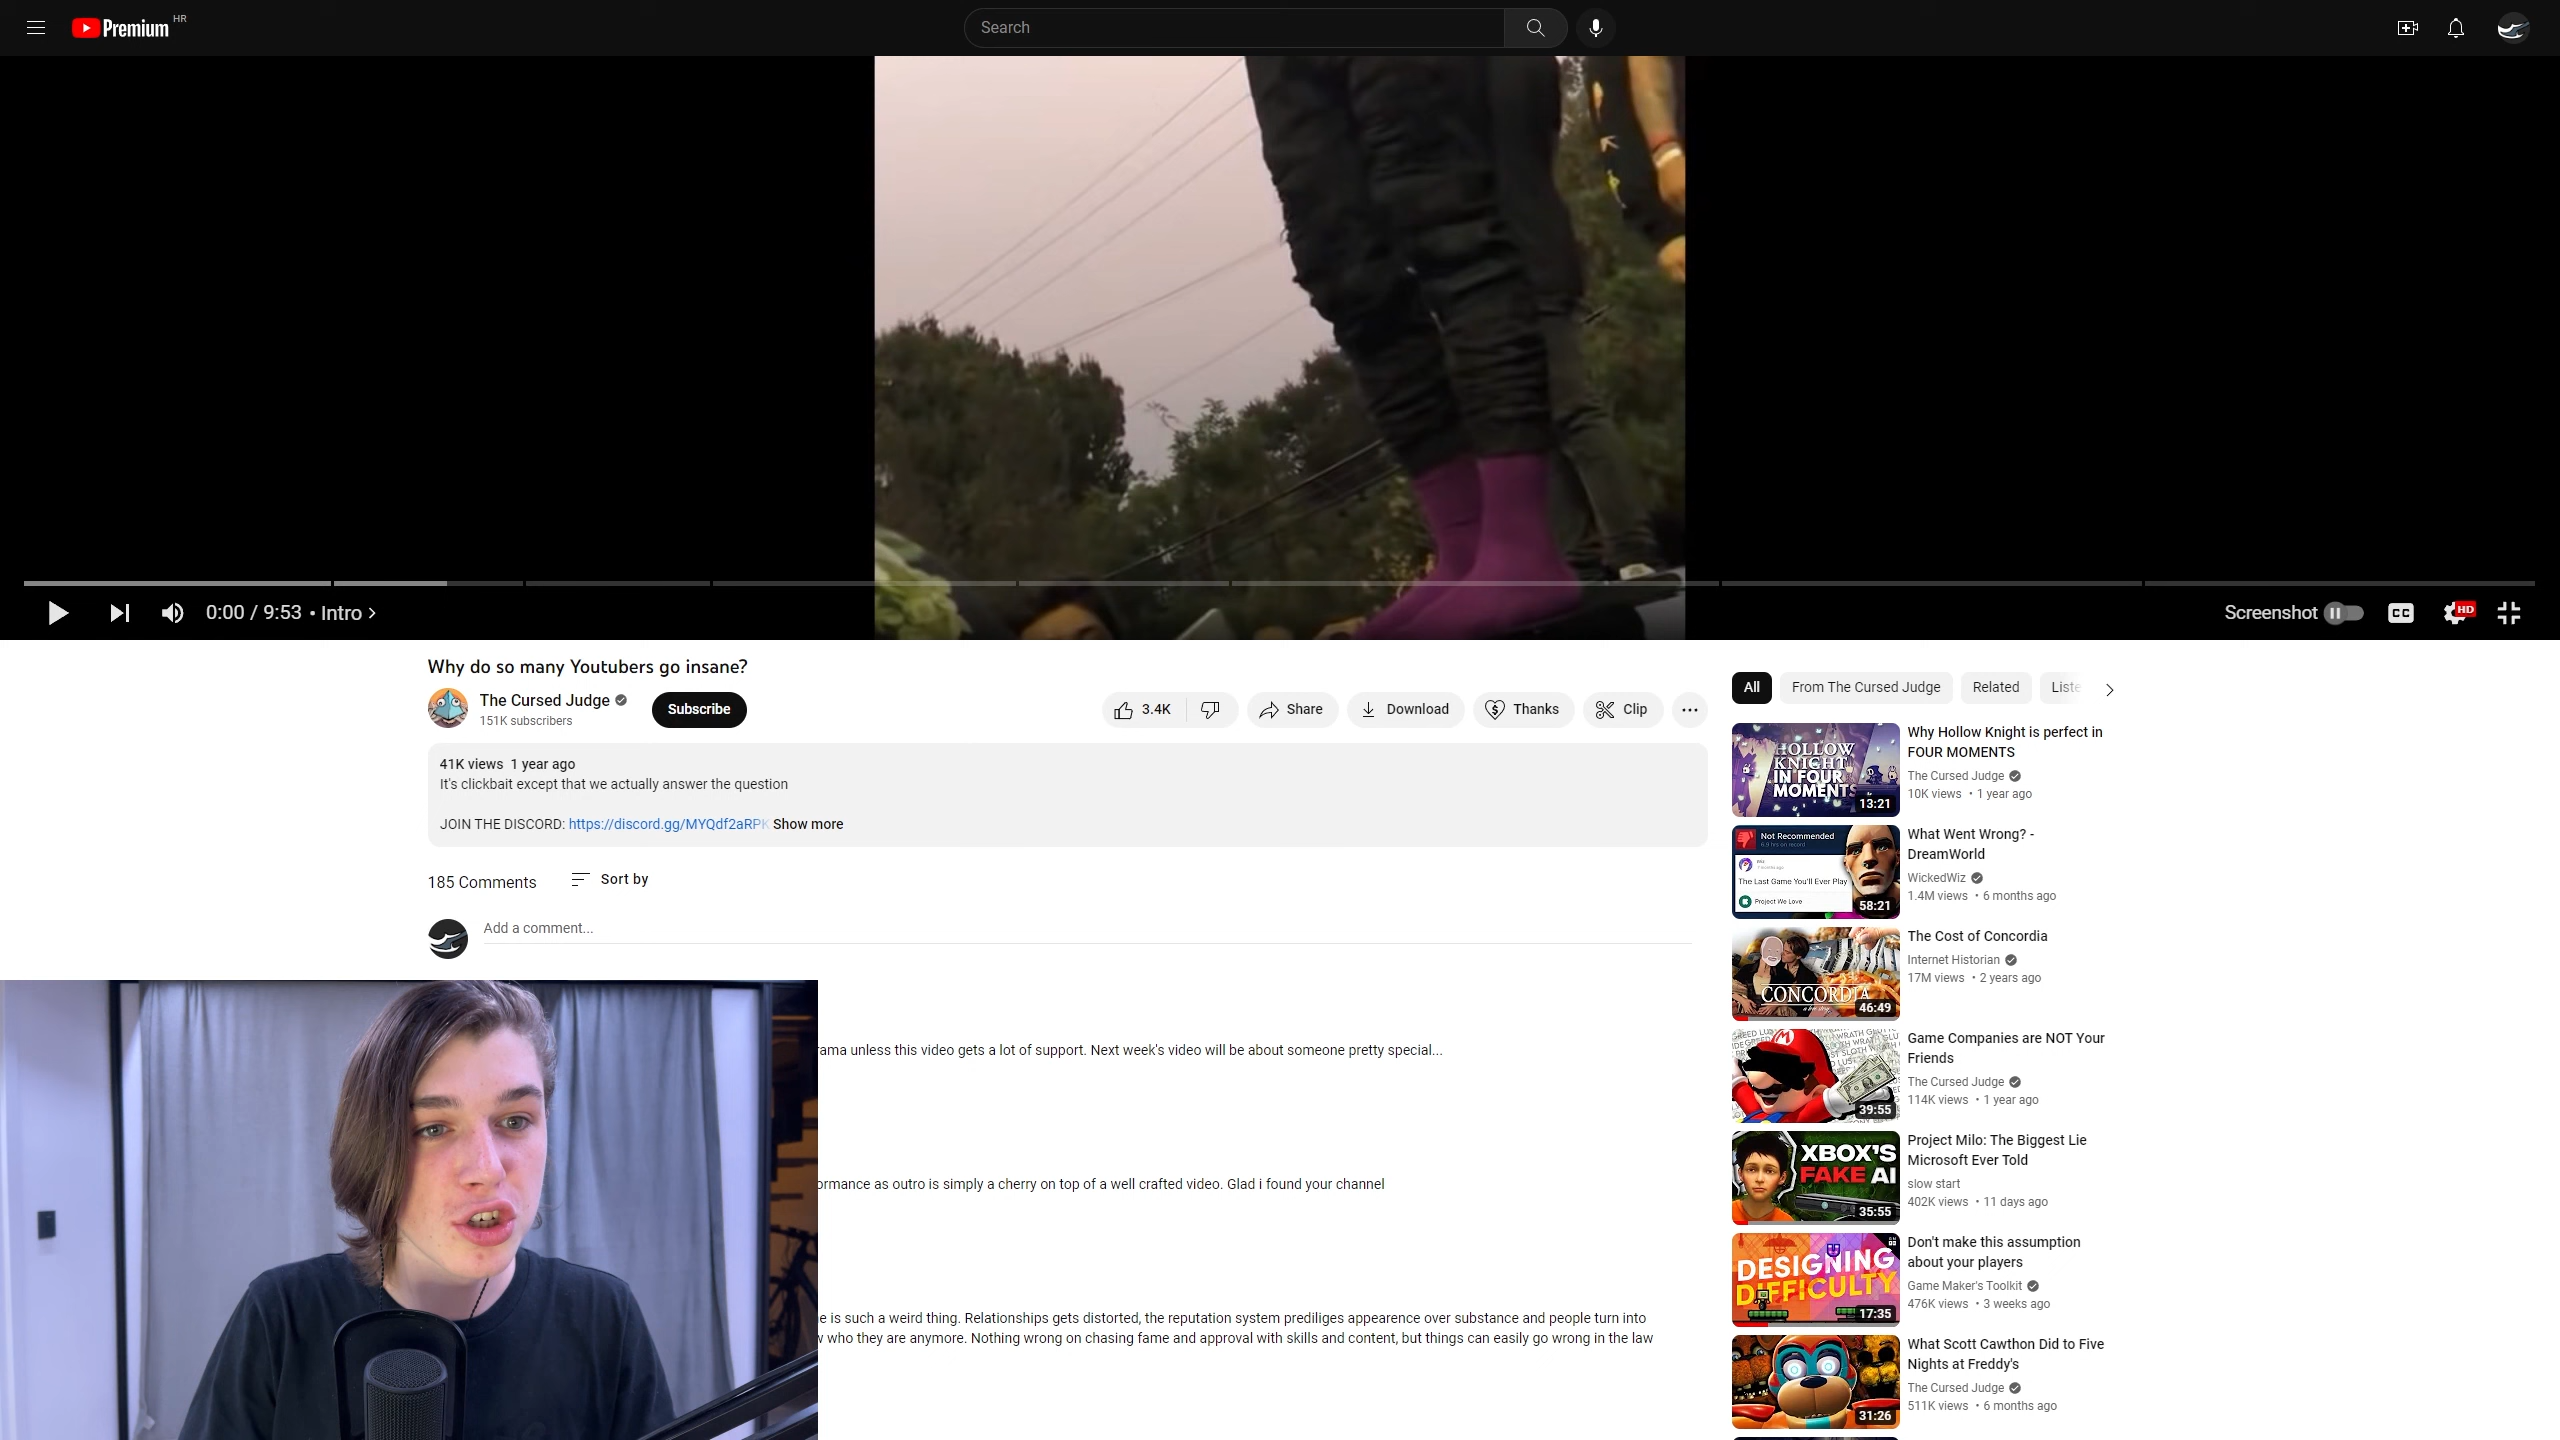 Premium HR
Search
0:00 / 9:53 • Intro
Screenshot
CC
HD
Why do so many Youtubers go insane?
The Cursed Judge
151K subscribers
Subscribe
3.4K
Share
Download
Thanks
Clip
41K views 1 year ago
It's clickbait except that we actually answer the question
JOIN THE DISCORD: https://discord.gg/MYQdf2aRPK Show more
185 Comments
Sort by
Add a comment...
rama unless this video gets a lot of support. Next week's video will be about someone pretty special...
ormance as outro is simply a cherry on top of a well crafted video. Glad i found your channel
e is such a weird thing. Relationships gets distorted, the reputation system prediliges appearence over substance and people turn into
who they are anymore. Nothing wrong on chasing fame and approval with skills and content, but things can easily go wrong in the law
All
From The Cursed Judge
Related
Liste
HOLLOW
KNIGHT
IN FOUR
MOMENTS
13:21
Why Hollow Knight is perfect in
FOUR MOMENTS
The Cursed Judge
10K views • 1 year ago
Not Recommended
The Last Game You'll Ever Play
Project We Love
58:21
What Went Wrong? -
DreamWorld
WickedWiz
1.4M views • 6 months ago
CONCORDIA
46:49
The Cost of Concordia
Internet Historian
17M views • 2 years ago
39:55
Game Companies are NOT Your
Friends
The Cursed Judge
114K views • 1 year ago
XBOX'S
FAKE AI
35:55
Project Milo: The Biggest Lie
Microsoft Ever Told
slow start
402K views • 11 days ago
DESIGNING
DIFFICULTY
17:35
Don't make this assumption
about your players
Game Maker's Toolkit
476K views • 3 weeks ago
31:26
What Scott Cawthon Did to Five
Nights at Freddy's
The Cursed Judge
511K views • 6 months ago